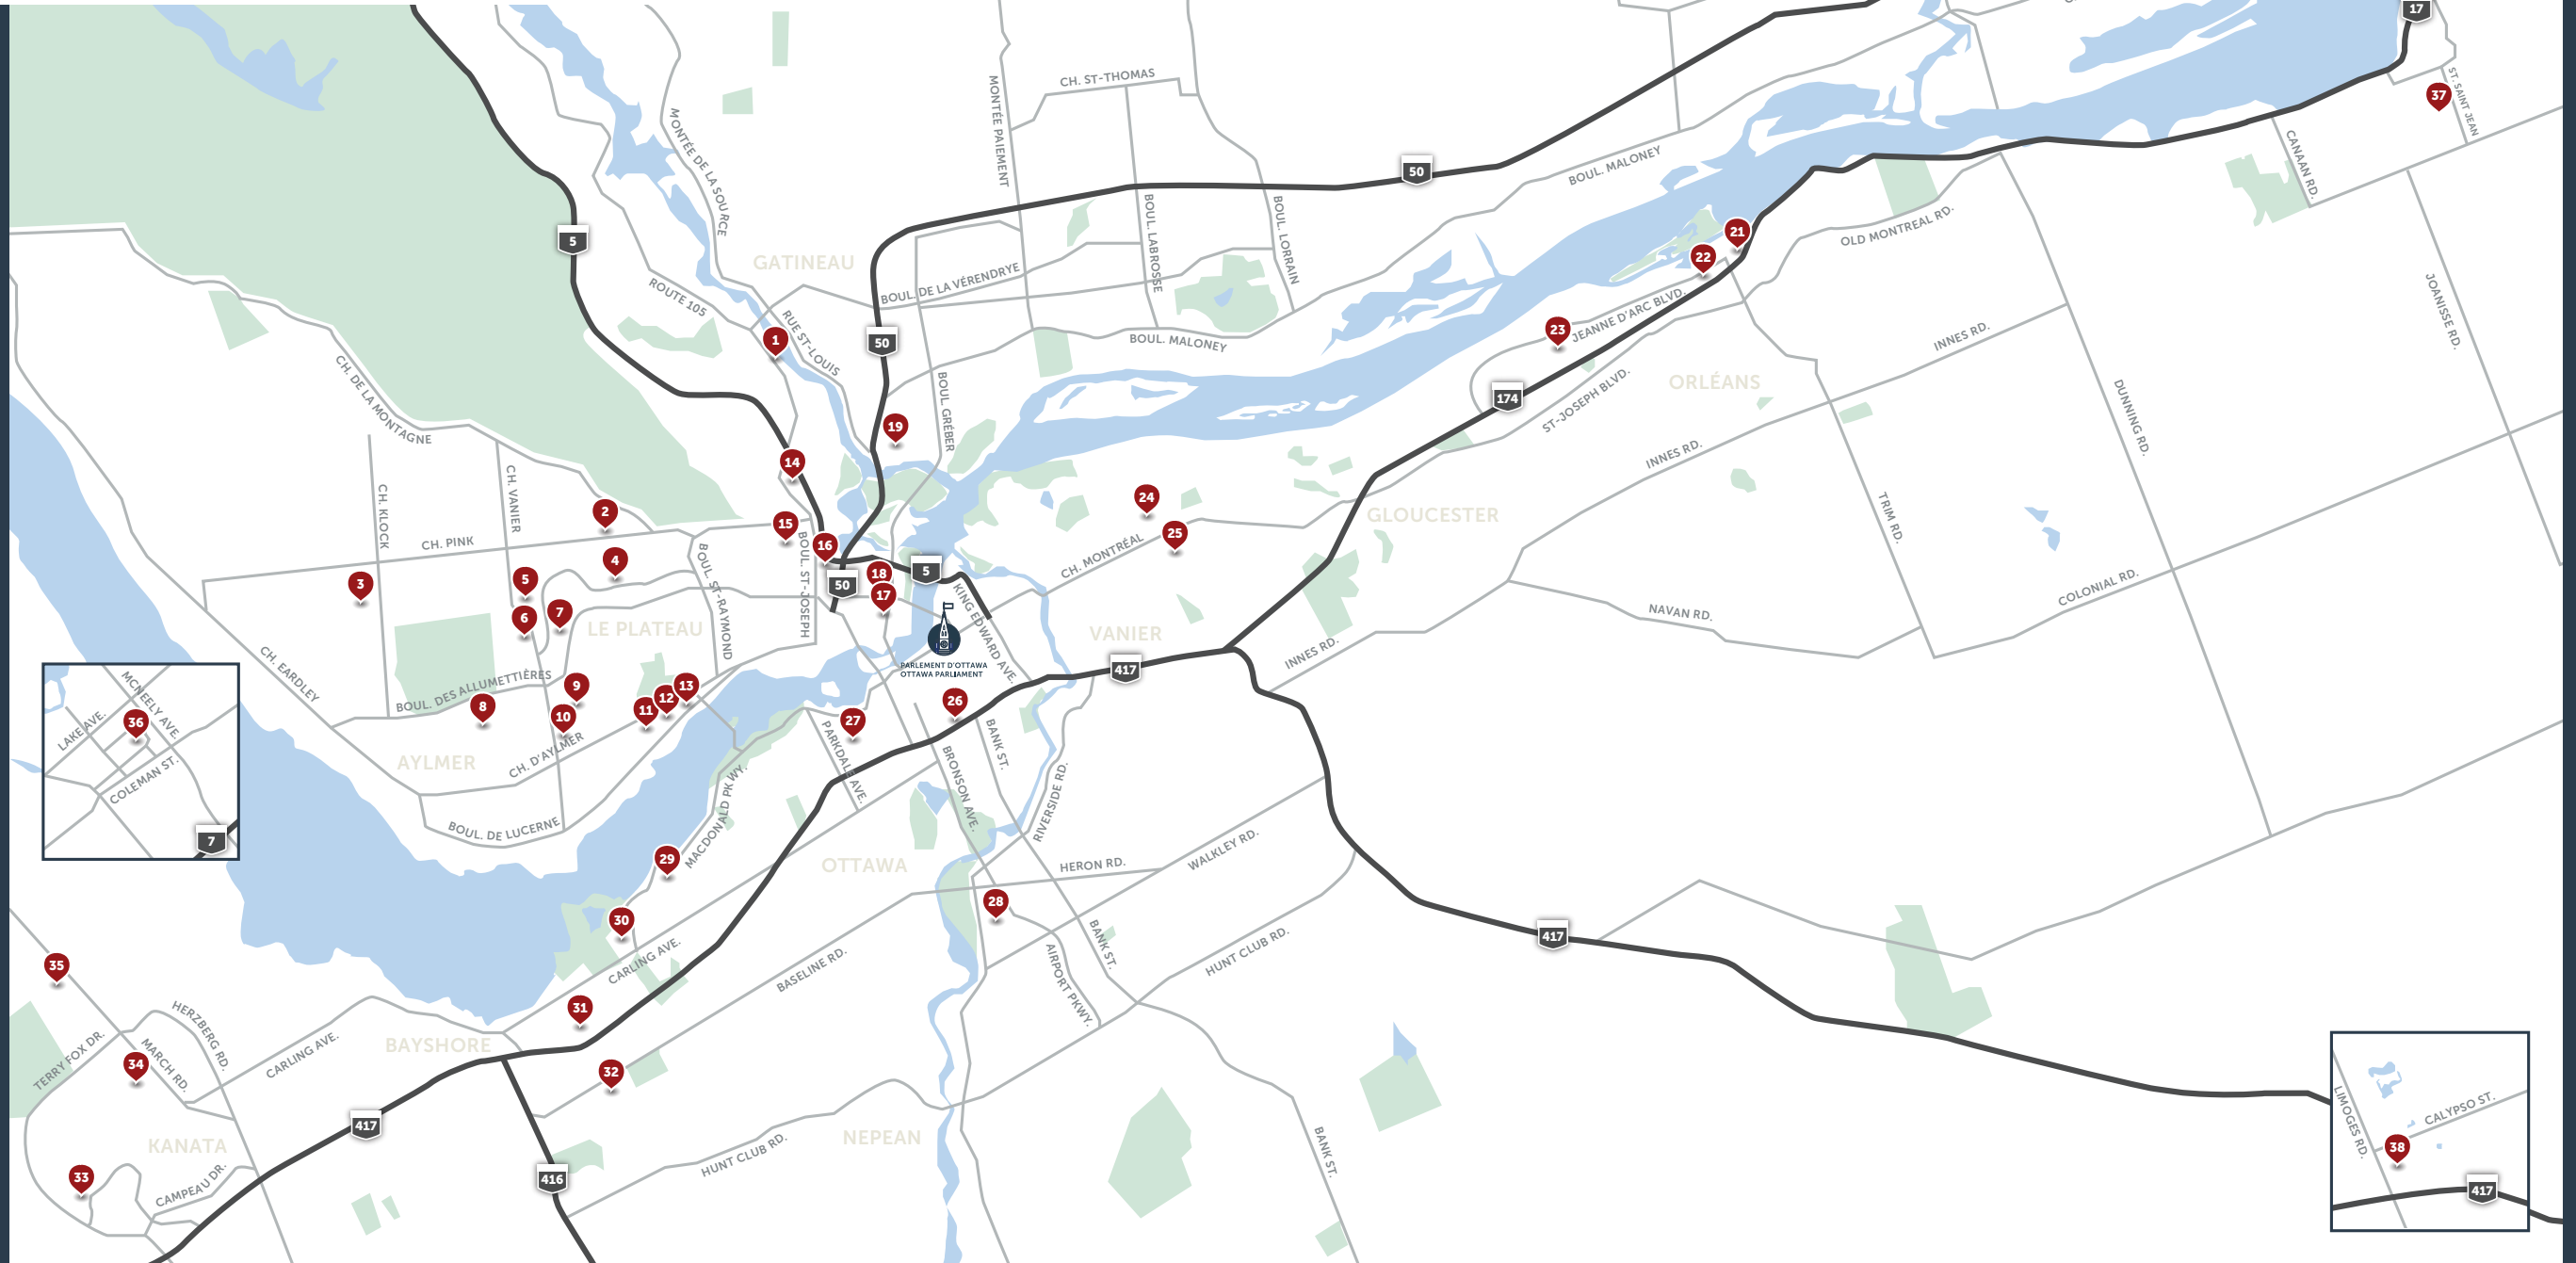 17
CH. ST-THOMAS
ST. SAINT JEAN
37
MONTÉE PAIEMENT
MONTÉE DE LA SOURCE
50
BOUL. MALONEY
CANAAN RD.
BOUL. LABROSSE
BOUL. LORRAIN
5
OLD MONTREAL RD.
21
22
GATINEAU
BOUL. DE LA VÉRENDRYE
ROUTE 105
JEANNE D'ARC BLVD.
JOANISSE RD.
RUE ST-LOUIS
1
50
BOUL. MALONEY
23
INNES RD.
CH. DE LA MONTAGNE
BOUL. GRÉBER
174
ST-JOSEPH BLVD.
ORLÉANS
DUNNING RD.
19
14
INNES RD.
CH. KLOCK
CH. VANIER
2
24
TRIM RD.
15
GLOUCESTER
CH. PINK
16
25
CH. MONTRÉAL
BOUL. ST-RAYMOND
BOUL. ST-JOSEPH
4
3
5
18
50
5
17
KING EDWARD AVE.
COLONIAL RD.
6
7
LE PLATEAU
VANIER
NAVAN RD.
PARLEMENT D'OTTAWA
OTTAWA PARLIAMENT
417
INNES RD.
CH. EARDLEY
BOUL. DES ALLUMETTIÈRES
8
9
10
11
12
13
26
27
MCNEELY AVE
LAKE AVE.
36
COLEMAN ST.
7
AYLMER
CH. D'AYLMER
PARKDALE AVE.
BRONSON AVE.
BANK ST.
RIVERSIDE RD.
BOUL. DE LUCERNE
MACDONALD PKWY.
29
OTTAWA
HERON RD.
WALKLEY RD.
28
30
CARLING AVE.
BASELINE RD.
BANK ST.
AIRPORT PKWY.
HUNT CLUB RD.
417
35
31
HERZBERG RD.
TERRY FOX DR.
34
MARCH RD.
CARLING AVE.
BAYSHORE
32
417
KANATA
33
CAMPEAU DR.
416
HUNT CLUB RD.
NEPEAN
BANK ST.
LIMOGES RD.
CALYPSO ST.
38
417